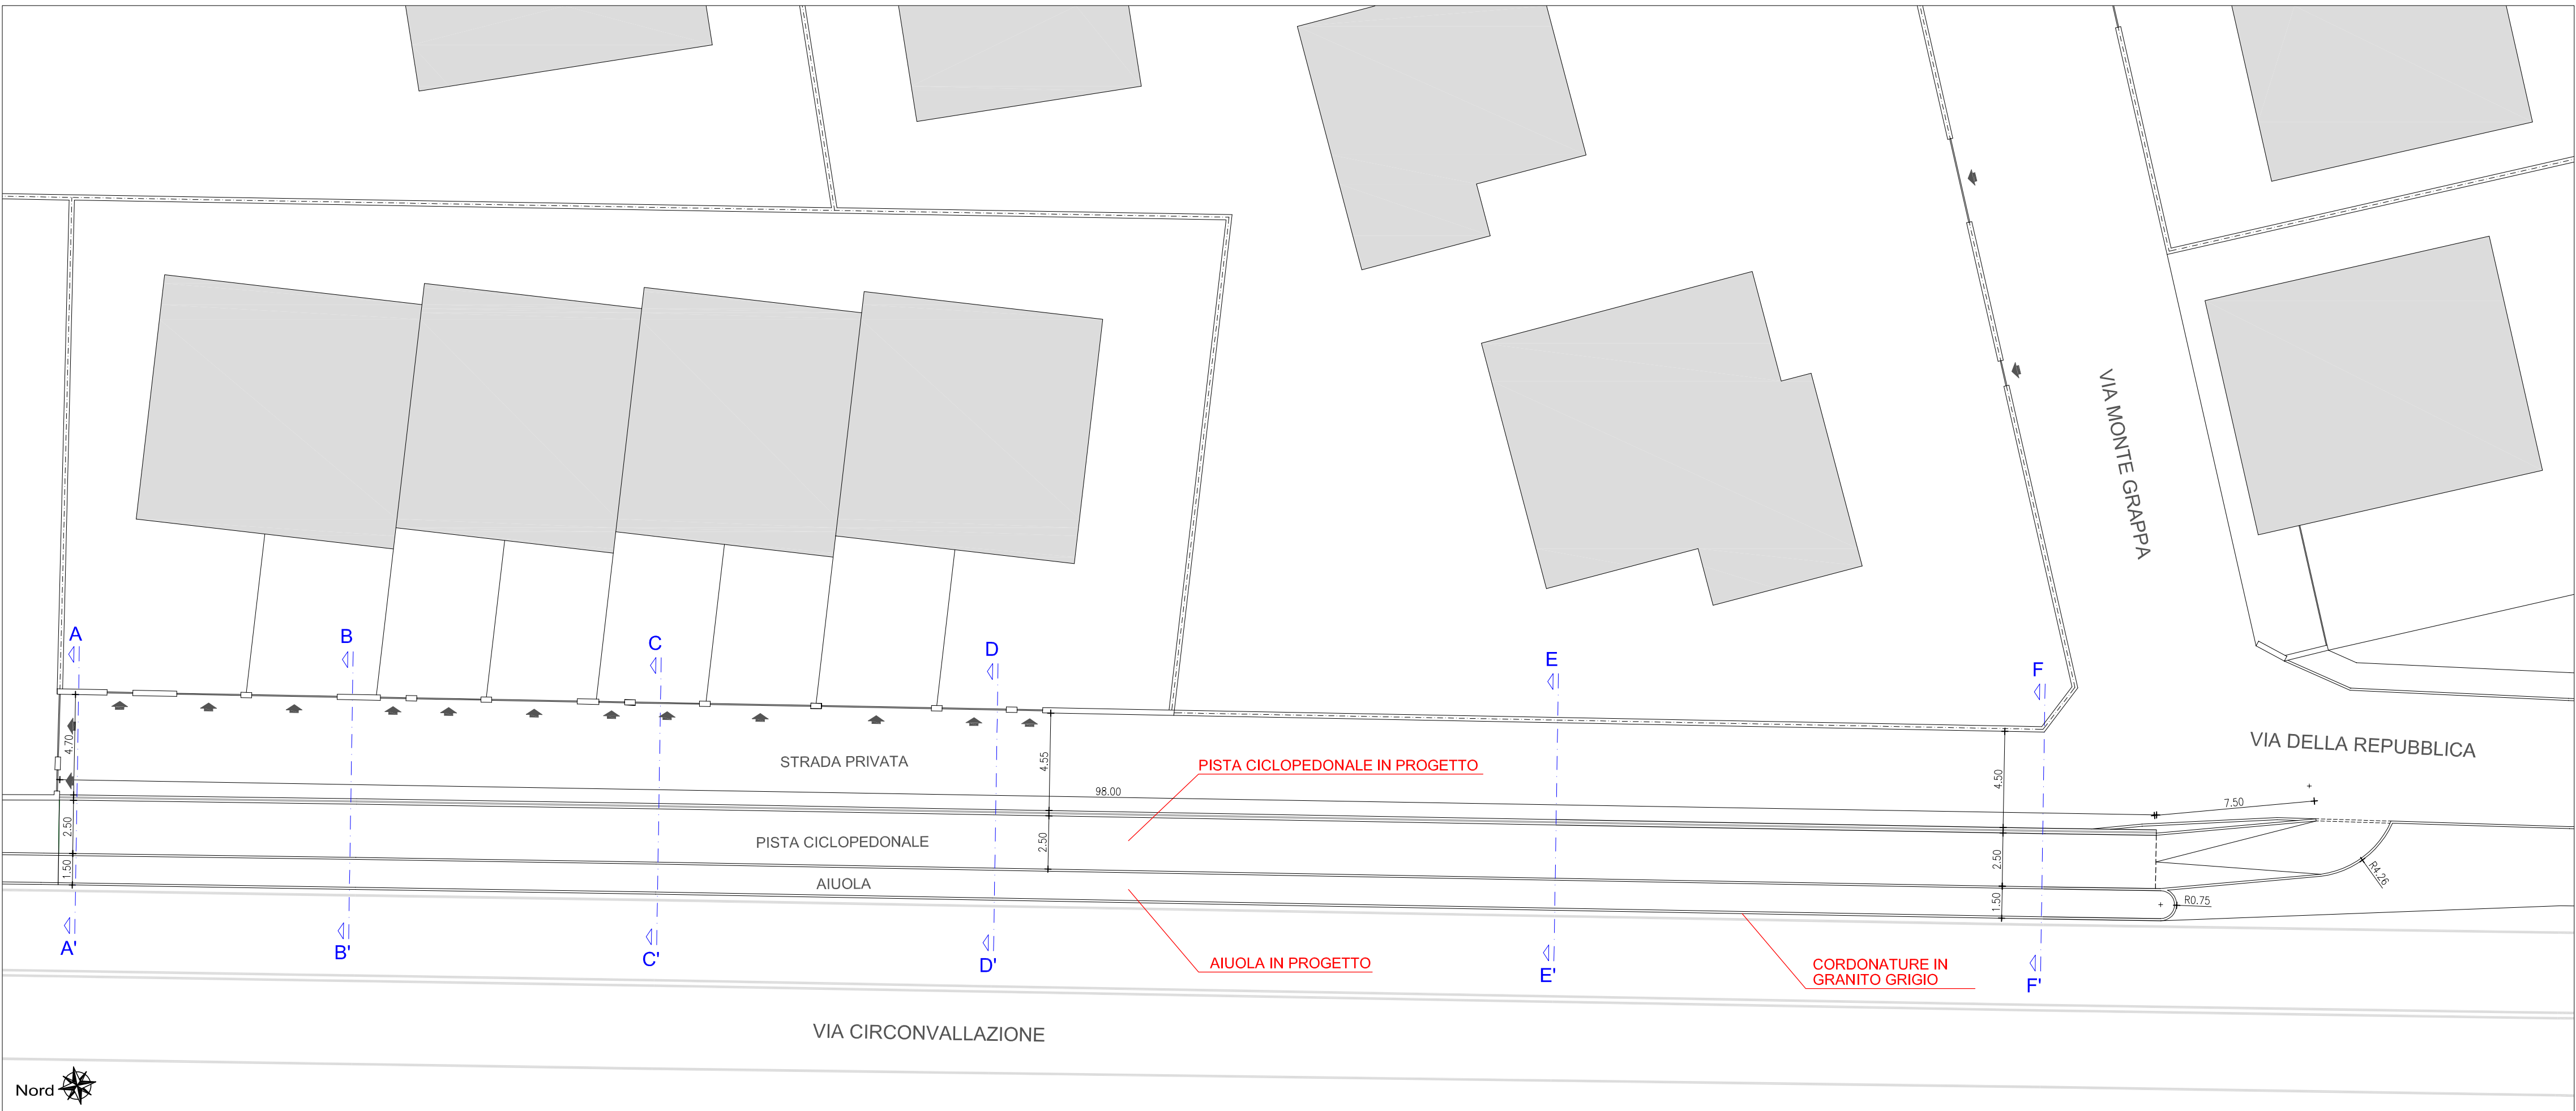 VIA MONTE GRAPPA
A
B
C
D
E
F
4.70
STRADA PRIVATA
4.55
PISTA CICLOPEDONALE IN PROGETTO
4.50
VIA DELLA REPUBBLICA
98.00
7.50
2.50
PISTA CICLOPEDONALE
2.50
2.50
R4.26
1.50
AIUOLA
1.50
R0.75
A'
B'
C'
D'
E'
F'
AIUOLA IN PROGETTO
CORDONATURE IN
GRANITO GRIGIO
VIA CIRCONVALLAZIONE
Nord